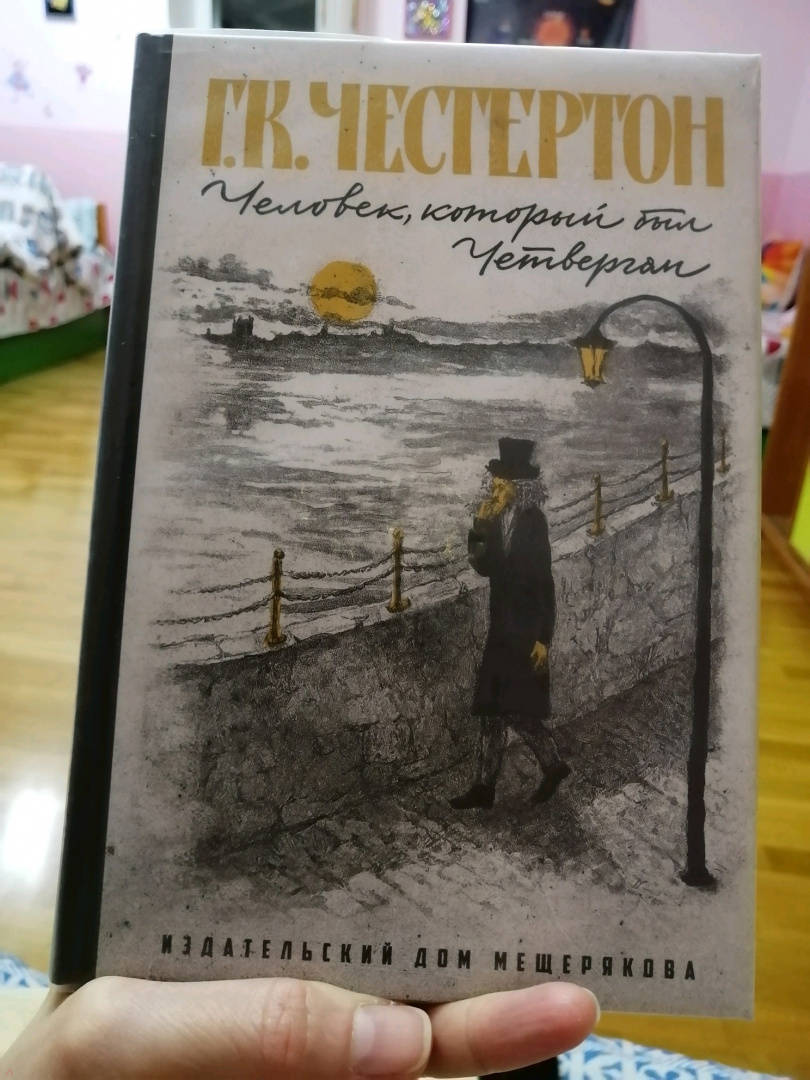 Г.К. ЧЕСТЕРТОН
Человек, который был
Четвергом
ИЗДАТЕЛЬСКИЙ ДОМ МЕЩЕРЯКОВА